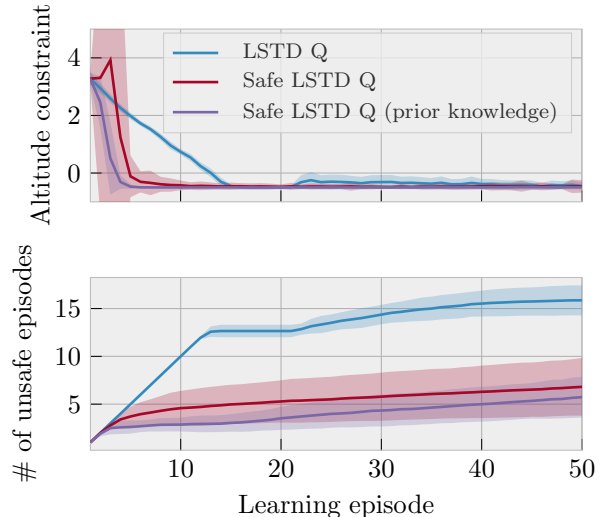 Altitude constraint
4
2
0
LSTD Q
Safe LSTD Q
Safe LSTD Q (prior knowledge)
# of unsafe episodes
15
10
5
10
20
30
40
50
Learning episode